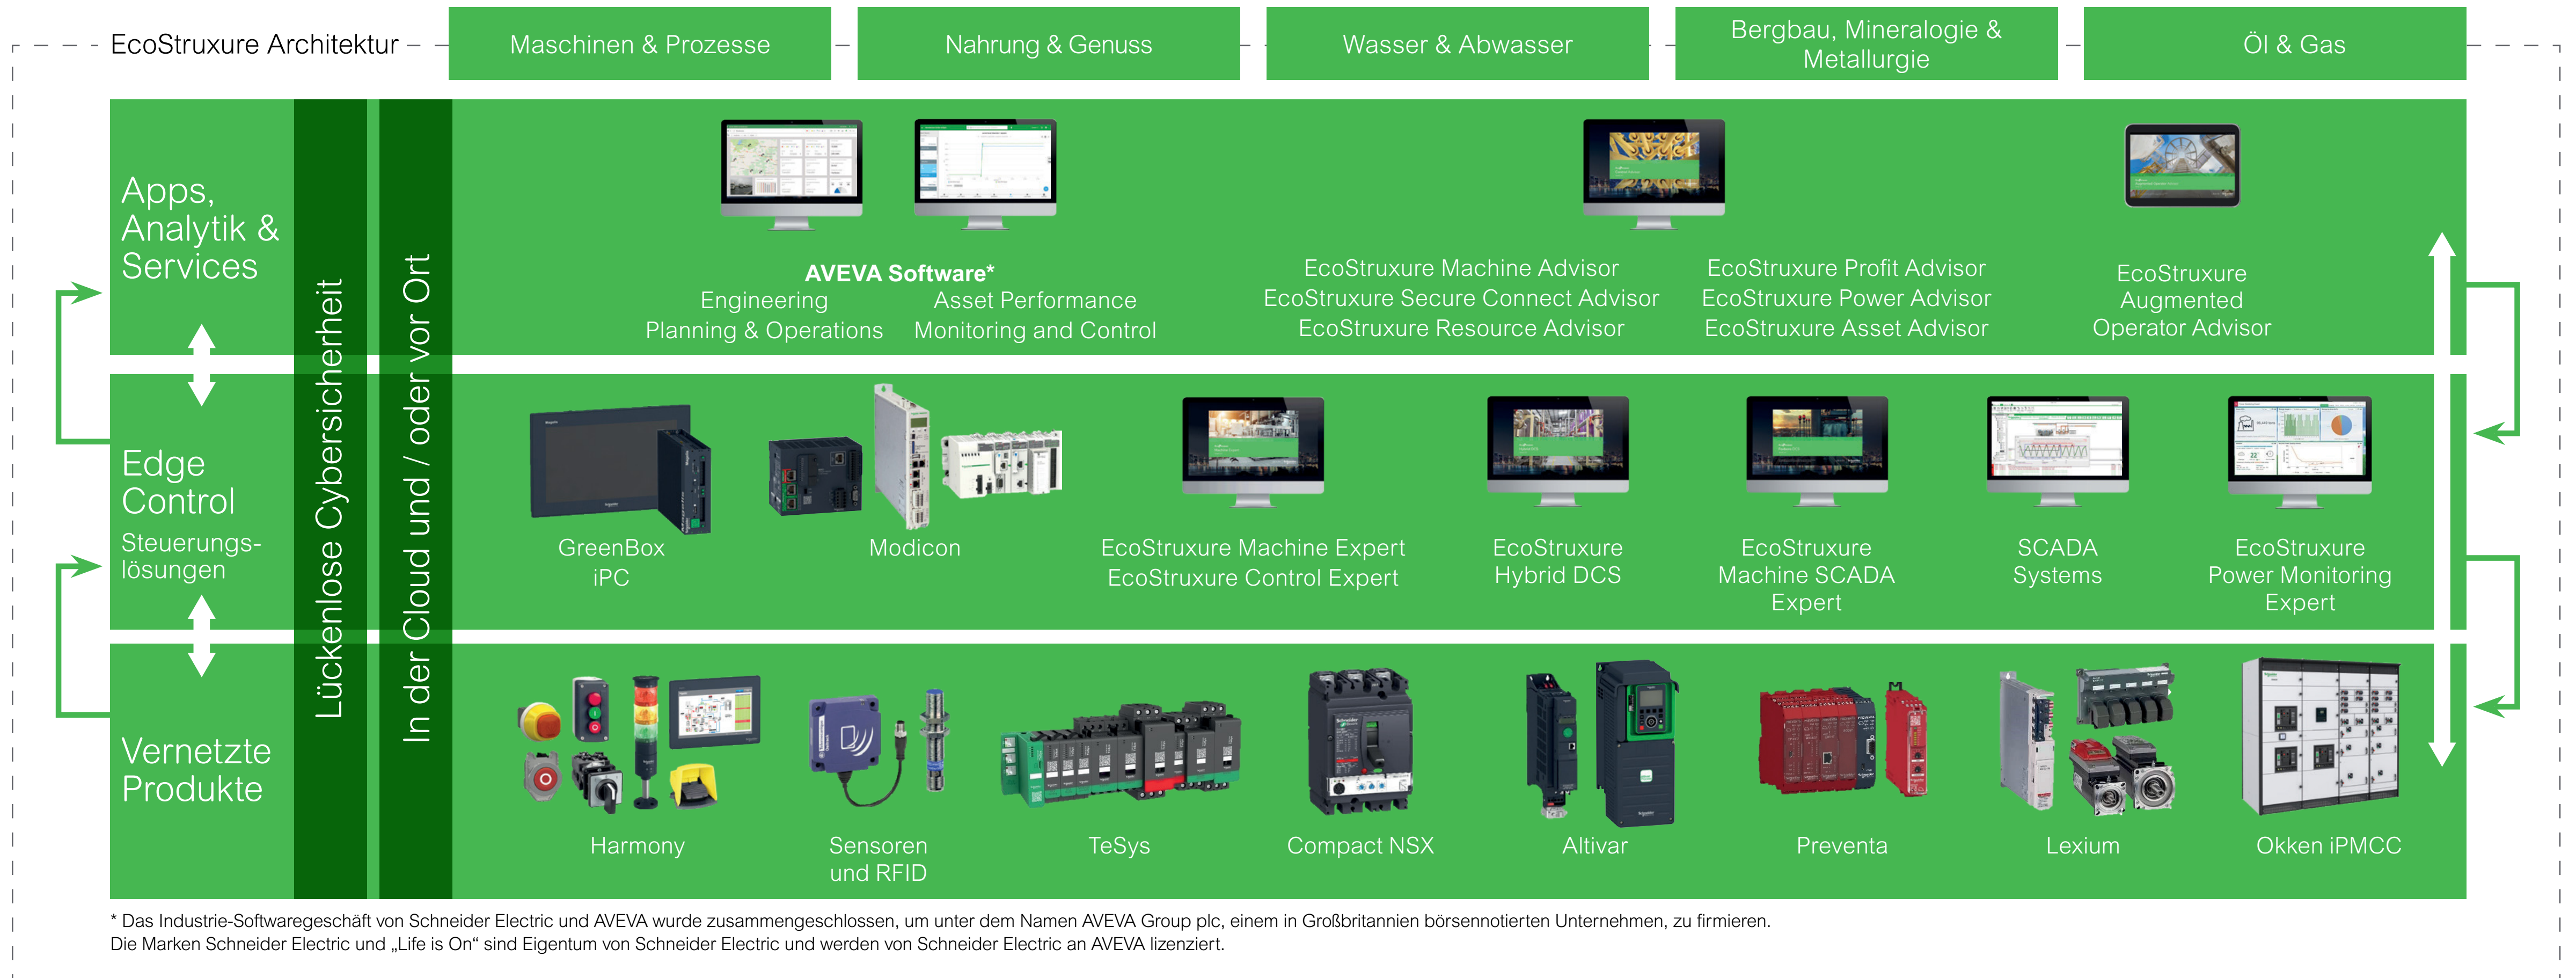 EcoStruxure Architektur
Maschinen & Prozesse
Nahrung & Genuss
Wasser & Abwasser
Bergbau, Mineralogie &
Metallurgie
Öl & Gas
Apps,
Analytik &
Services
Lückenlose Cybersicherheit
In der Cloud und / oder vor Ort
AVEVA Software*
Engineering
Planning & Operations
Asset Performance
Monitoring and Control
EcoStruxure Machine Advisor
EcoStruxure Secure Connect Advisor
EcoStruxure Resource Advisor
EcoStruxure Profit Advisor
EcoStruxure Power Advisor
EcoStruxure Asset Advisor
EcoStruxure
Augmented
Operator Advisor
Edge
Control
Steuerungs-
lösungen
GreenBox
iPC
Modicon
EcoStruxure Machine Expert
EcoStruxure Control Expert
EcoStruxure
Hybrid DCS
EcoStruxure
Machine SCADA
Expert
SCADA
Systems
EcoStruxure
Power Monitoring
Expert
Vernetzte
Produkte
Harmony
Sensoren
und RFID
TeSys
Compact NSX
Altivar
Preventa
Lexium
Okken iPMCC
* Das Industrie-Softwaregeschäft von Schneider Electric und AVEVA wurde zusammengeschlossen, um unter dem Namen AVEVA Group plc, einem in Großbritannien börsennotierten Unternehmen, zu firmieren.
Die Marken Schneider Electric und „Life is On“ sind Eigentum von Schneider Electric und werden von Schneider Electric an AVEVA lizenziert.